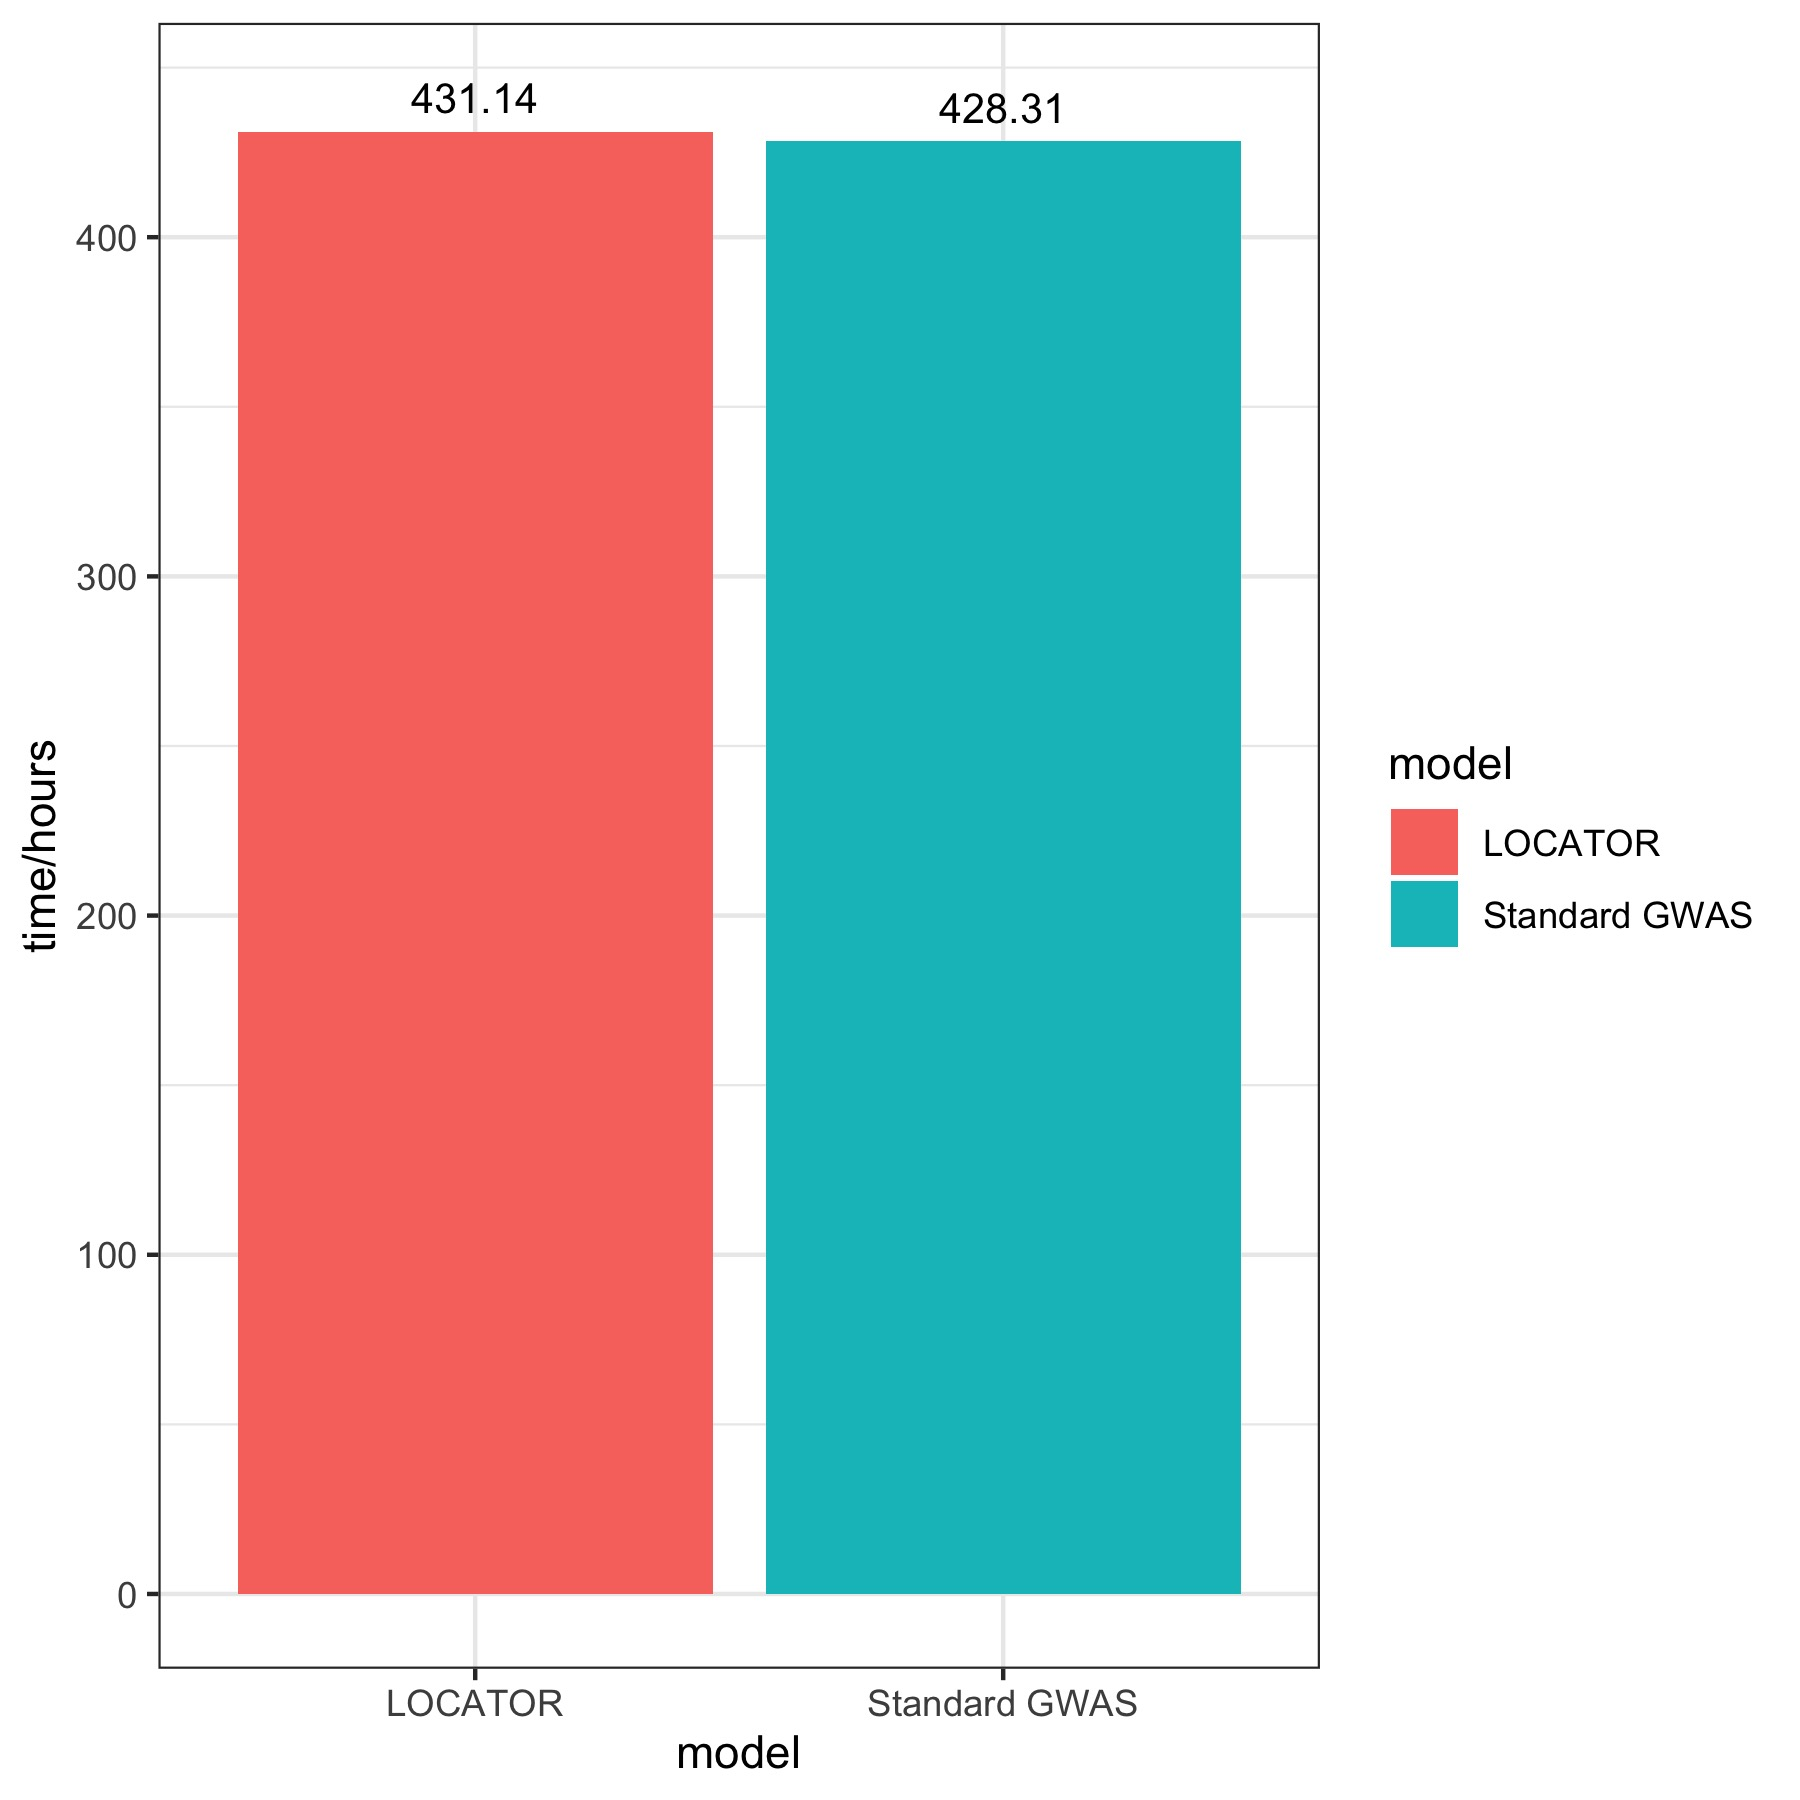 431.14
428.31
400
300
200
100
0
time/hours
LOCATOR
Standard GWAS
model
model
LOCATOR
Standard GWAS